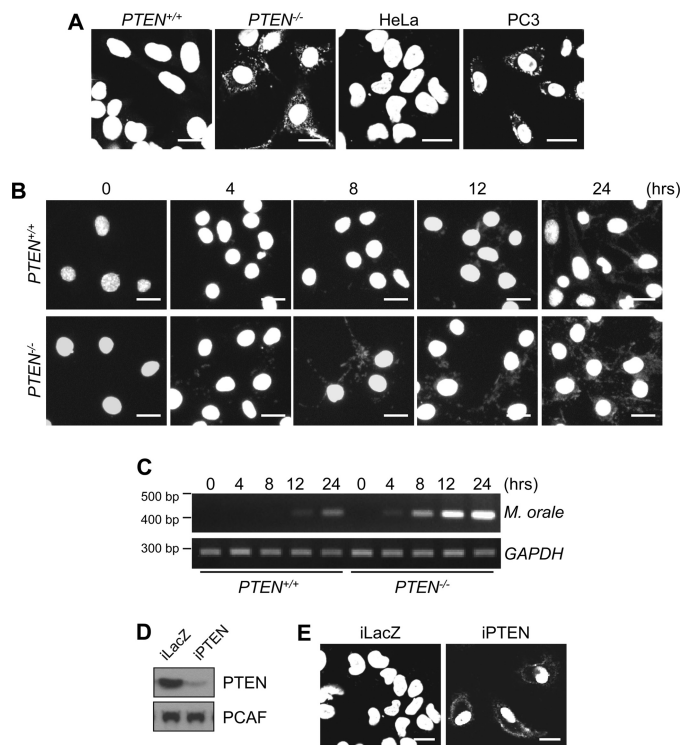 A PTEN+/+ PTEN-/- HeLa PC3
B 0 4 8 12 24 (hrs)
PTEN+/+
PTEN-/-
C 0 4 8 12 24 0 4 8 12 24 (hrs)
500 bp
400 bp
M. orale
300 bp
GAPDH
PTEN+/+ PTEN-/-
D iLacZ iPTEN
PTEN
PCAF
E iLacZ iPTEN